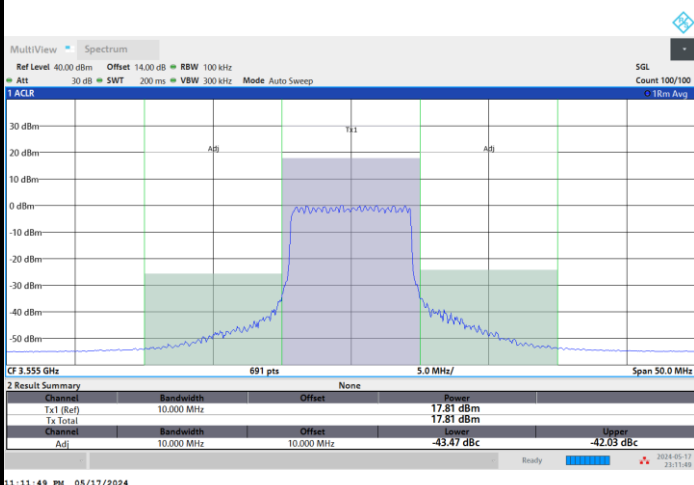 MultiView Spectrum
Ref Level 40.00 dBm Offset 14.00 dB RBW 100 kHz SGL
Att 30 dB SWT 200 ms VBW 300 kHz Mode Auto Sweep Count 100/100
1 ACLR 1Rm Avg
30 dBm
Tx1
20 dBm Adj Adj
10 dBm
0 dBm
-10 dBm
-20 dBm
-30 dBm
-40 dBm
-50 dBm
CF 3.555 GHz 691 pts 5.0 MHz/ Span 50.0 MHz
2 Result Summary None
Channel Bandwidth Offset Power
Tx1 (Ref) 10.000 MHz 17.81 dBm
Tx Total 17.81 dBm
Channel Bandwidth Offset Lower Upper
Adj 10.000 MHz 10.000 MHz -43.47 dBc -42.03 dBc
Ready 2024-05-17
23:11:49
11:11:49 PM 05/17/2024